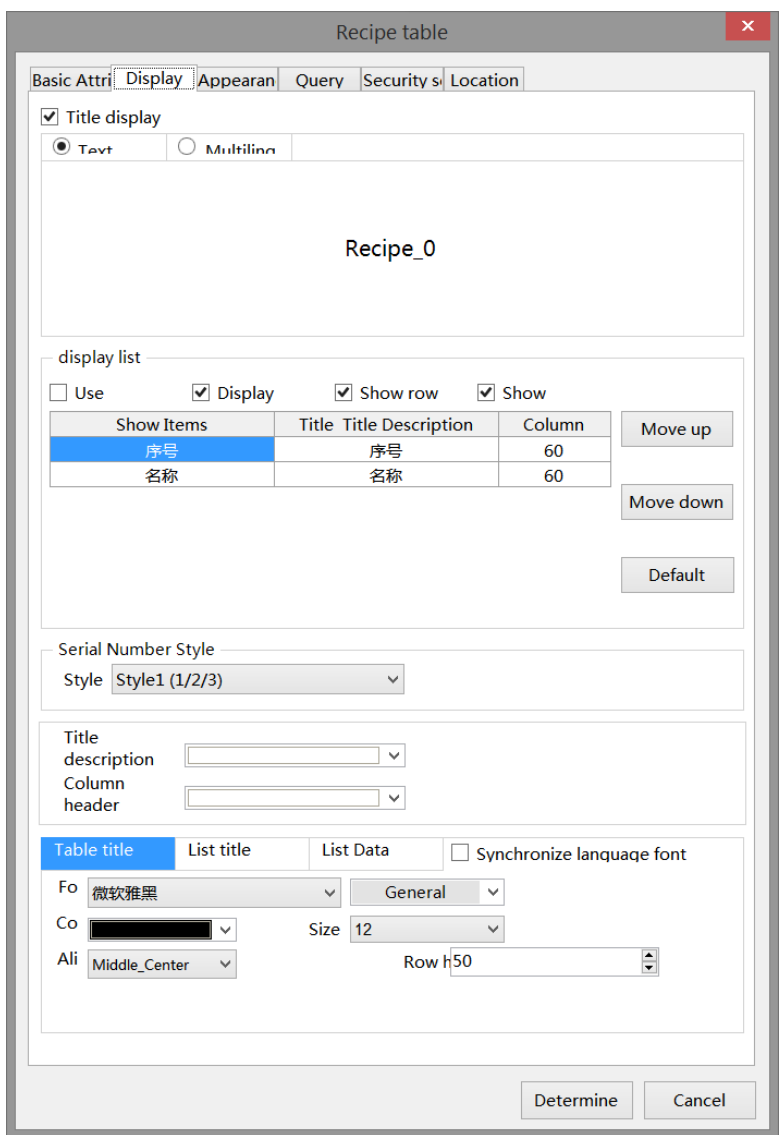 Recipe table
Basic Attri Display Appearan Query Security s Location
Title display
Text Multiling
Recipe_0
display list
Use Display Show row Show
Show Items Title Title Description Column
序号 序号 60
名称 名称 60
Move up
Move down
Default
Serial Number Style
Style Style1 (1/2/3)
Title
description
Column
header
Table title List title List Data Synchronize language font
Fo 微软雅黑 General
Co Size 12
Ali Middle_Center Row h 50
Determine Cancel